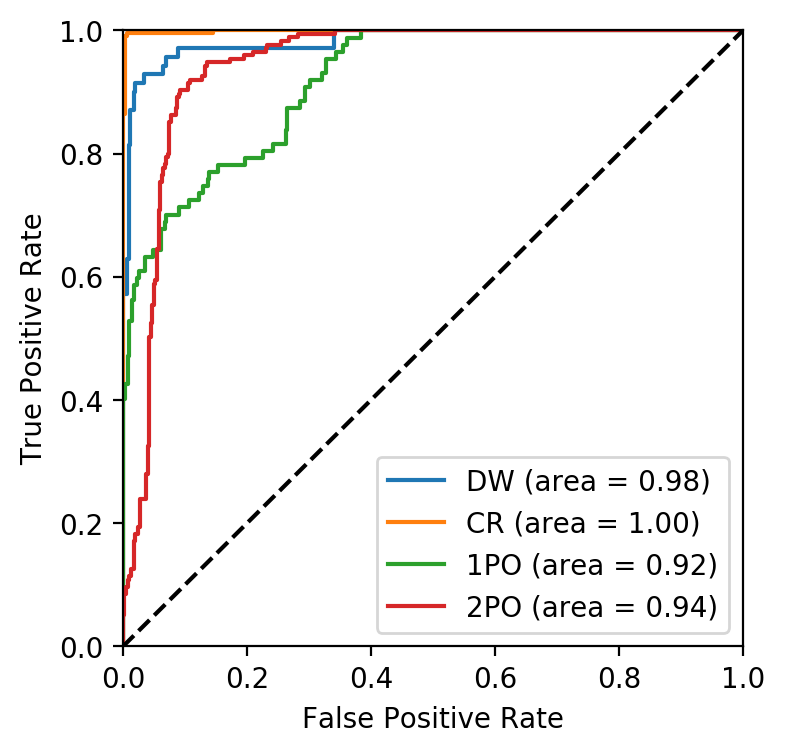 1.0
0.8
0.6
0.4
0.2
0.0
True Positive Rate
DW (area = 0.98)
CR (area = 1.00)
1PO (area = 0.92)
2PO (area = 0.94)
0.0 0.2 0.4 0.6 0.8 1.0
False Positive Rate